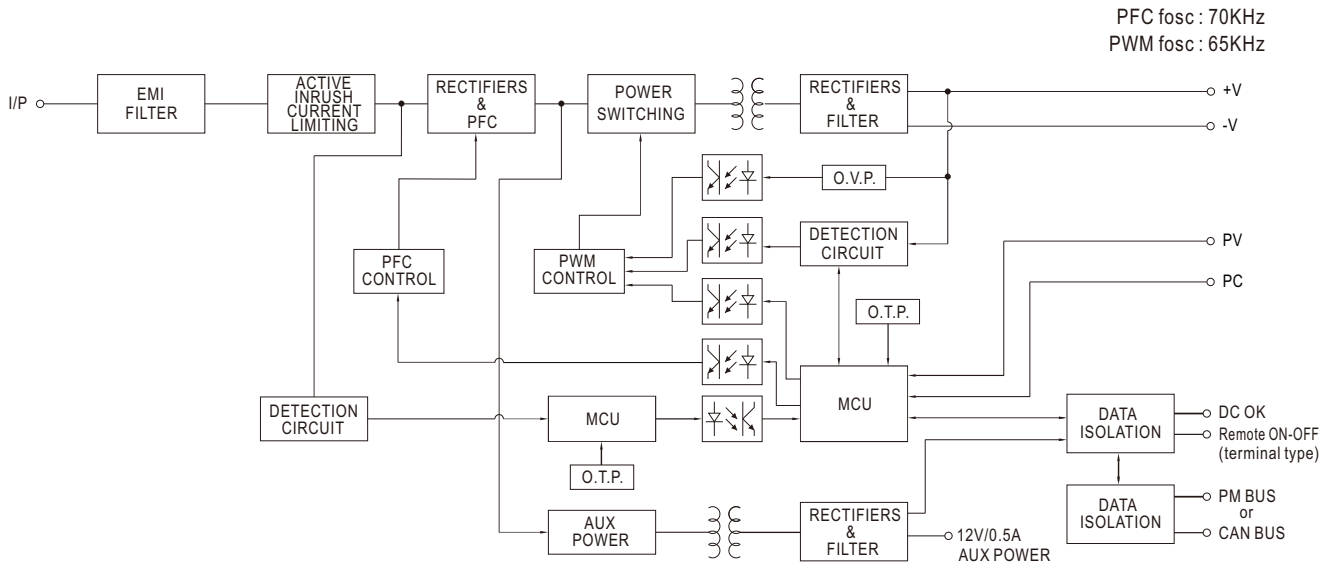 PFC fosc : 70KHz
PWM fosc : 65KHz
I/P
EMI
FILTER
ACTIVE
INRUSH
CURRENT
LIMITING
RECTIFIERS
&
PFC
POWER
SWITCHING
RECTIFIERS
&
FILTER
+V
-V
O.V.P.
DETECTION
CIRCUIT
PFC
CONTROL
PWM
CONTROL
PV
PC
O.T.P.
MCU
DETECTION
CIRCUIT
MCU
O.T.P.
DATA
ISOLATION
DC OK
Remote ON-OFF
(terminal type)
DATA
ISOLATION
PM BUS
or
CAN BUS
AUX
POWER
RECTIFIERS
&
FILTER
12V/0.5A
AUX POWER